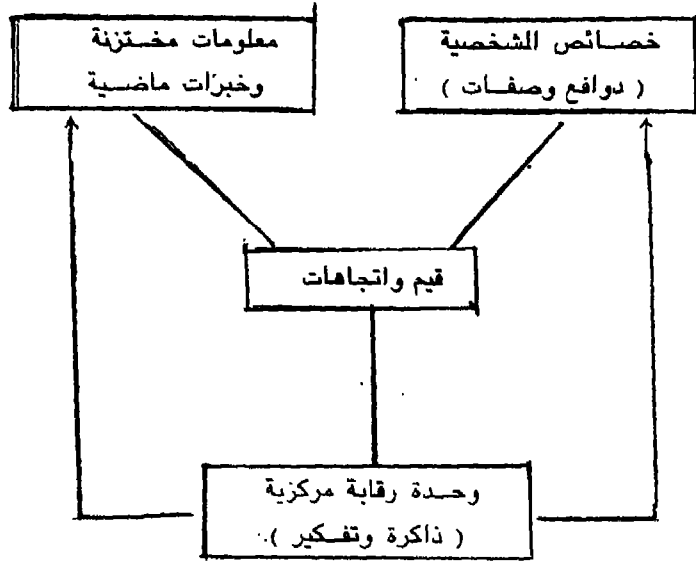 خصائص الشخصية
( دوافع وصفات )
معلومات مختزنة
وخبرات ماضية
قيم واتجاهات
وحدة رقابة مركزية
( ذاكرة وتفكير ).